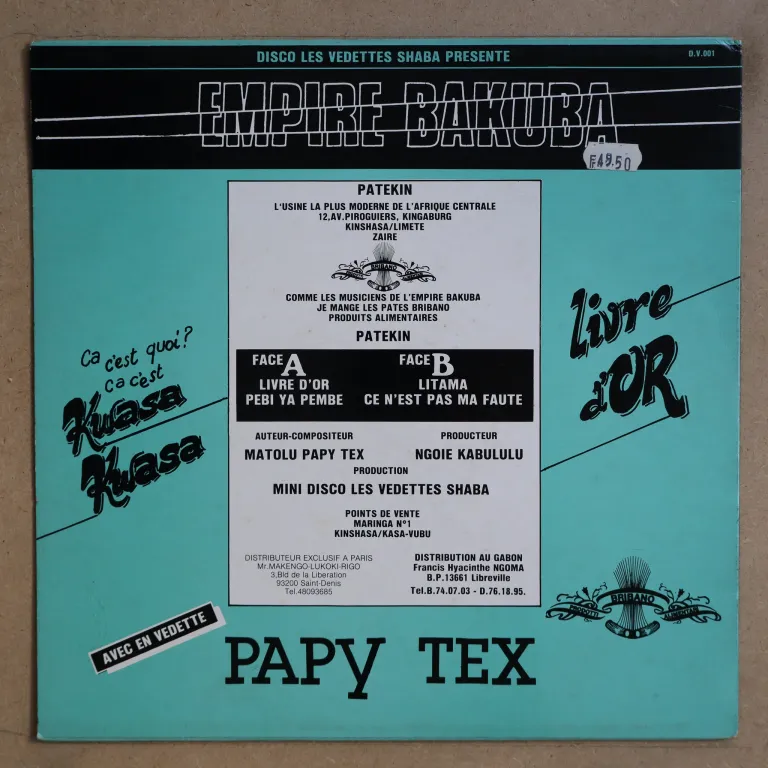 DISCO LES VEDETTES SHABA PRESENTE
D.V.001
EMPIRE BAKUBA
F49.50
PATEKIN
L'USINE LA PLUS MODERNE DE L'AFRIQUE CENTRALE
12,AV.PIROGUIERS, KINGABURG
KINSHASA/LIMETE
ZAIRE
BRIBANO
COMME LES MUSICIENS DE L'EMPIRE BAKUBA
JE MANGE LES PATES BRIBANO
PRODUITS ALIMENTAIRES
PATEKIN
FACE A
LIVRE D'OR
PEBI YA PEMBE
FACE B
LITAMA
CE N'EST PAS MA FAUTE
AUTEUR-COMPOSITEUR
MATOLU PAPY TEX
PRODUCTEUR
NGOIE KABULULU
PRODUCTION
MINI DISCO LES VEDETTES SHABA
POINTS DE VENTE
MARINGA N°1
KINSHASA/KASA-VUBU
DISTRIBUTEUR EXCLUSIF A PARIS
Mr.MAKENGO-LUKOKI-RIGO
3,Bld de la Liberation
93200 Saint-Denis
Tel.48093685
DISTRIBUTION AU GABON
Francis Hyacinthe NGOMA
B.P.13661 Libreville
Tel.B.74.07.03 - D.76.18.95.
Ca c'est quoi?
ca c'est
Kwasa
Kwasa
Livre
d'OR
BRIBANO
AVEC EN VEDETTE
PAPY TEX